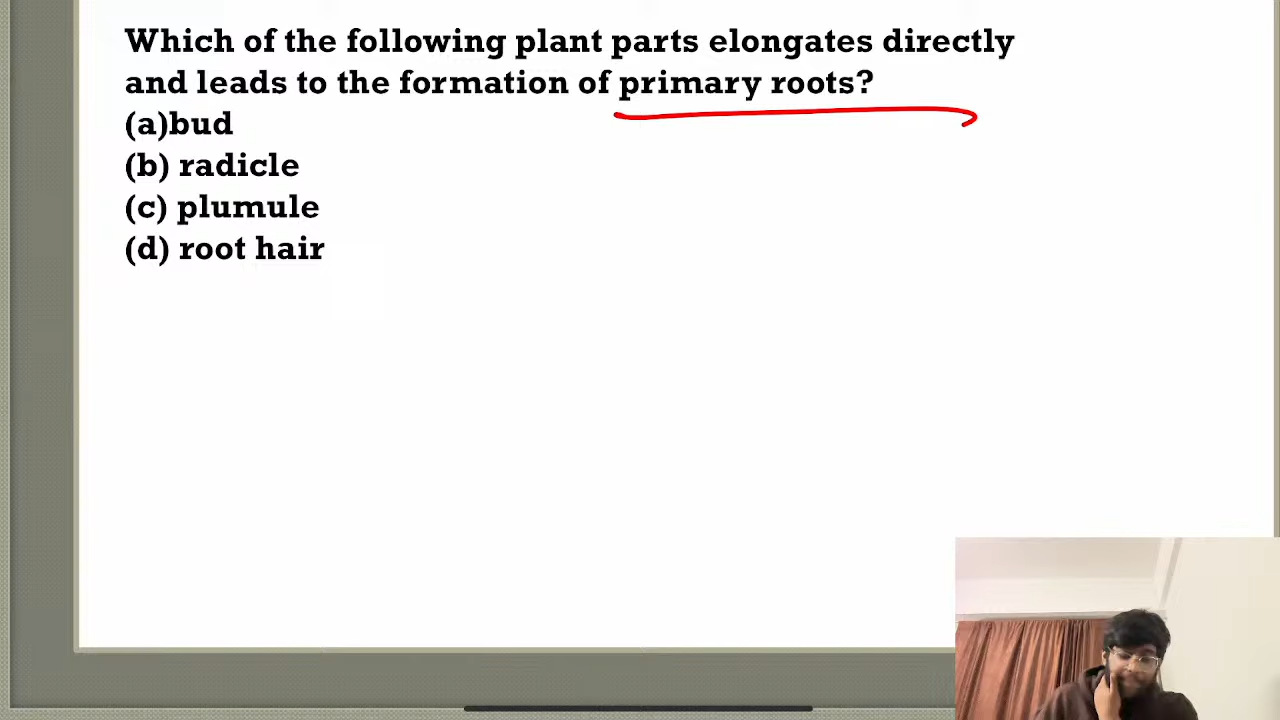 Which of the following plant parts elongates directly
and leads to the formation of primary roots?
(a)bud
(b) radicle
(c) plumule
(d) root hair